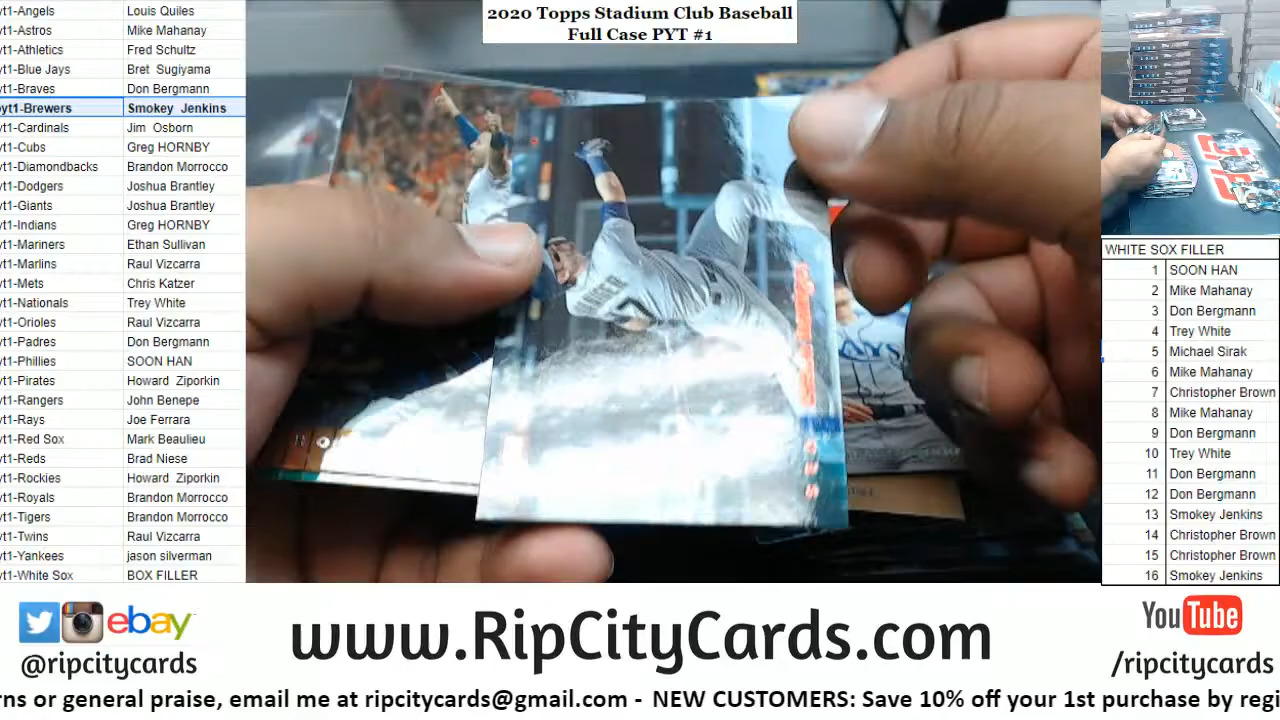 2020 Topps Stadium Club Baseball
Full Case PYT #1
yt1-Angels Louis Quiles
yt1-Astros Mike Mahanay
yt1-Athletics Fred Schultz
yt1-Blue Jays Bret Sugiyama
yt1-Braves Don Bergmann
yt1-Brewers Smokey Jenkins
yt1-Cardinals Jim Osborn
yt1-Cubs Greg HORNBY
yt1-Diamondbacks Brandon Morrocco
yt1-Dodgers Joshua Brantley
yt1-Giants Joshua Brantley
yt1-Indians Greg HORNBY
yt1-Mariners Ethan Sullivan
yt1-Marlins Raul Vizcarra
yt1-Mets Chris Katzer
yt1-Nationals Trey White
yt1-Orioles Raul Vizcarra
yt1-Padres Don Bergmann
yt1-Phillies SOON HAN
yt1-Pirates Howard Ziporkin
yt1-Rangers John Benepe
yt1-Rays Joe Ferrara
yt1-Red Sox Mark Beaulieu
yt1-Reds Brad Niese
yt1-Rockies Howard Ziporkin
yt1-Royals Brandon Morrocco
yt1-Tigers Brandon Morrocco
yt1-Twins Raul Vizcarra
yt1-Yankees jason silverman
yt1-White Sox BOX FILLER
WHITE SOX FILLER
1 SOON HAN
2 Mike Mahanay
3 Don Bergmann
4 Trey White
5 Michael Sirak
6 Mike Mahanay
7 Christopher Brown
8 Mike Mahanay
9 Don Bergmann
10 Trey White
11 Don Bergmann
12 Don Bergmann
13 Smokey Jenkins
14 Christopher Brown
15 Christopher Brown
16 Smokey Jenkins
ebay
@ripcitycards
www.RipCityCards.com
YouTube
/ripcitycards
rns or general praise, email me at ripcitycards@gmail.com - NEW CUSTOMERS: Save 10% off your 1st purchase by regi